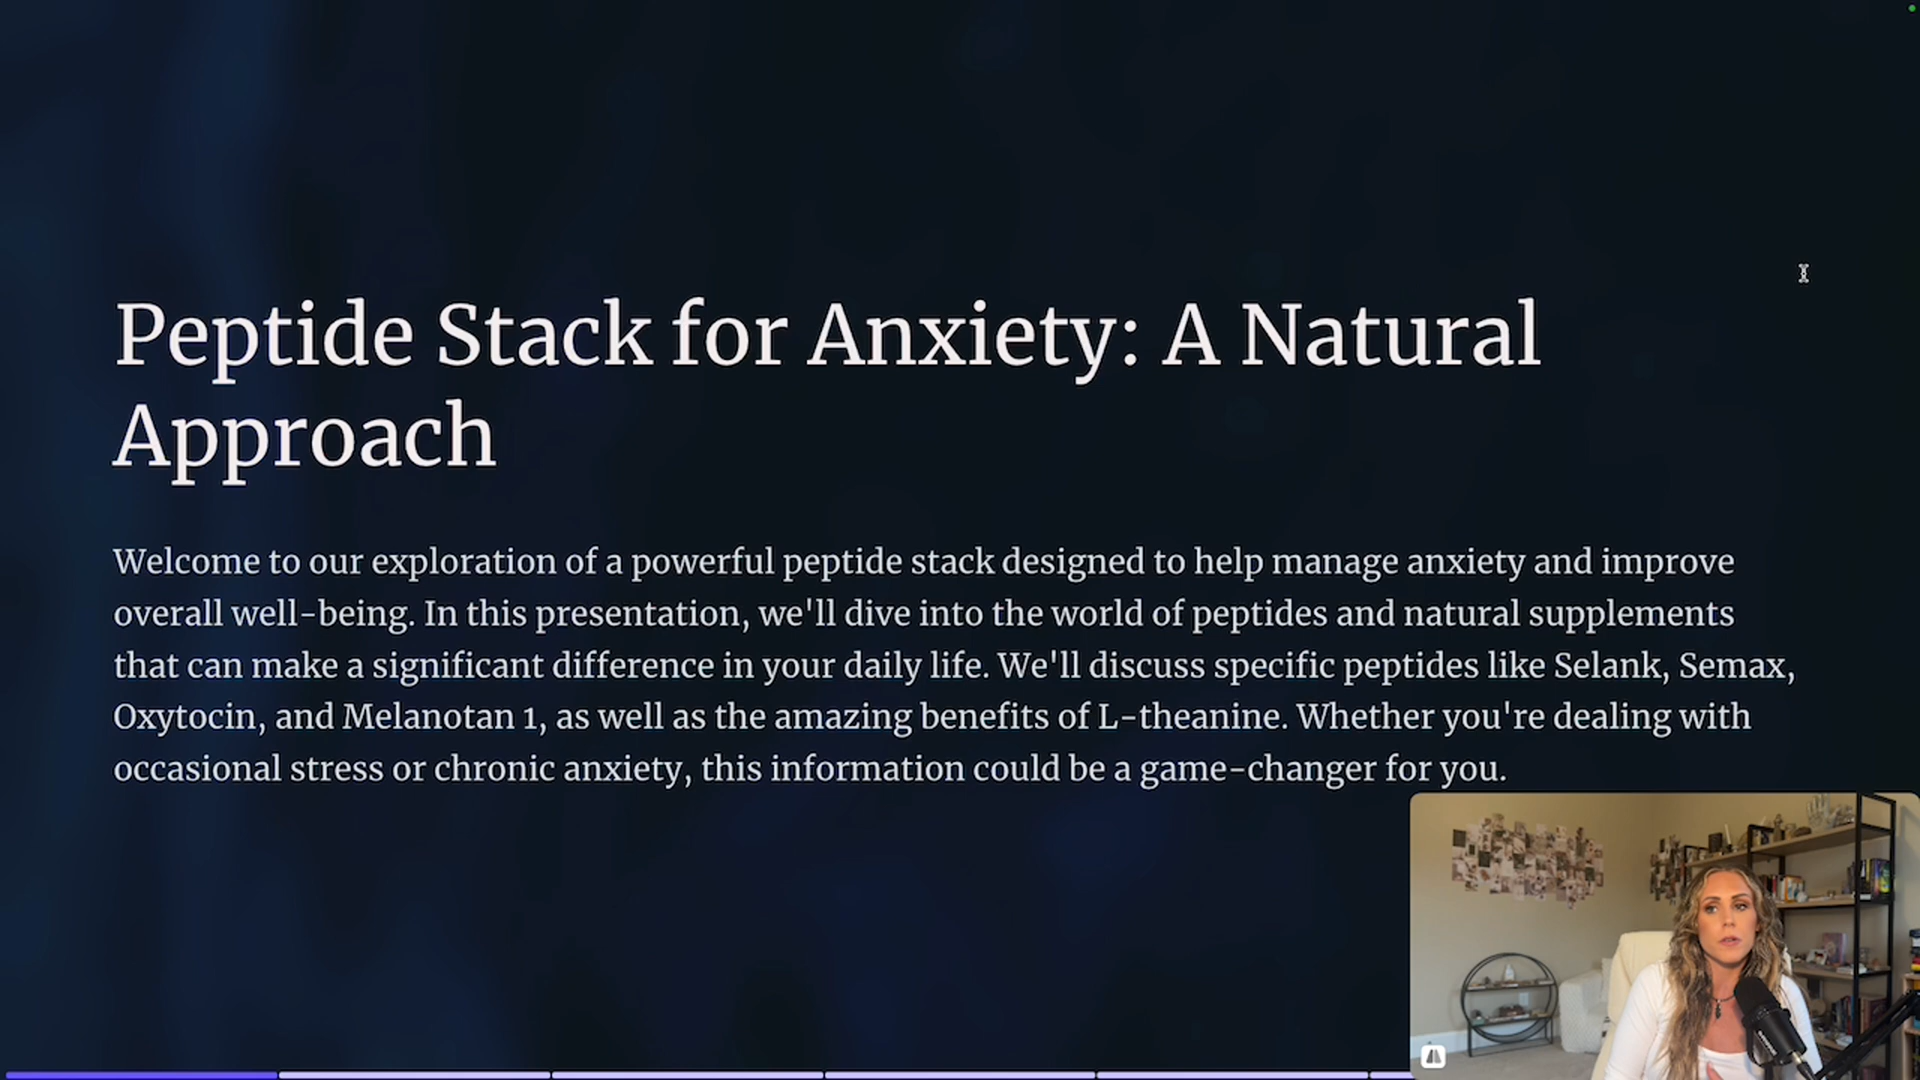 Peptide Stack for Anxiety: A Natural
Approach
Welcome to our exploration of a powerful peptide stack designed to help manage anxiety and improve
overall well-being. In this presentation, we'll dive into the world of peptides and natural supplements
that can make a significant difference in your daily life. We'll discuss specific peptides like Selank, Semax,
Oxytocin, and Melanotan 1, as well as the amazing benefits of L-theanine. Whether you're dealing with
occasional stress or chronic anxiety, this information could be a game-changer for you.